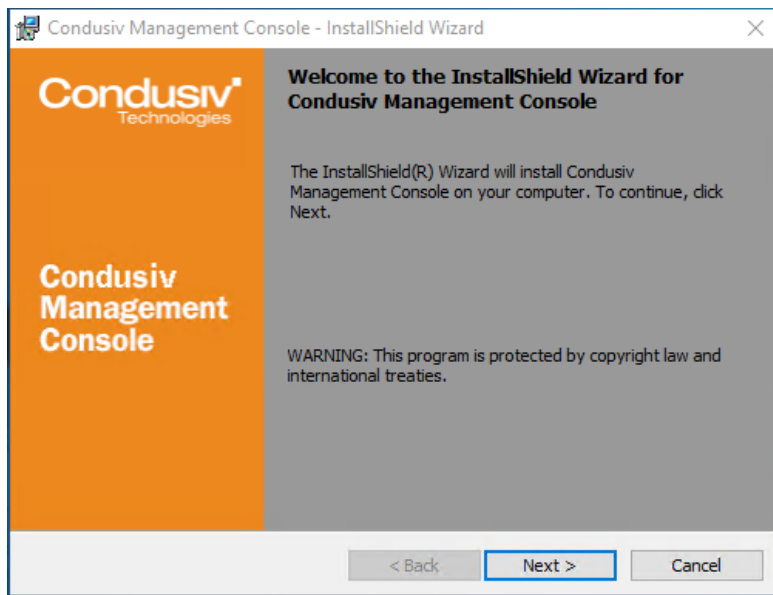 Condusiv Management Console - InstallShield Wizard
Condusiv
Technologies
Condusiv
Management
Console
Welcome to the InstallShield Wizard for
Condusiv Management Console
The InstallShield(R) Wizard will install Condusiv
Management Console on your computer. To continue, click
Next.
WARNING: This program is protected by copyright law and
international treaties.
< Back
Next >
Cancel